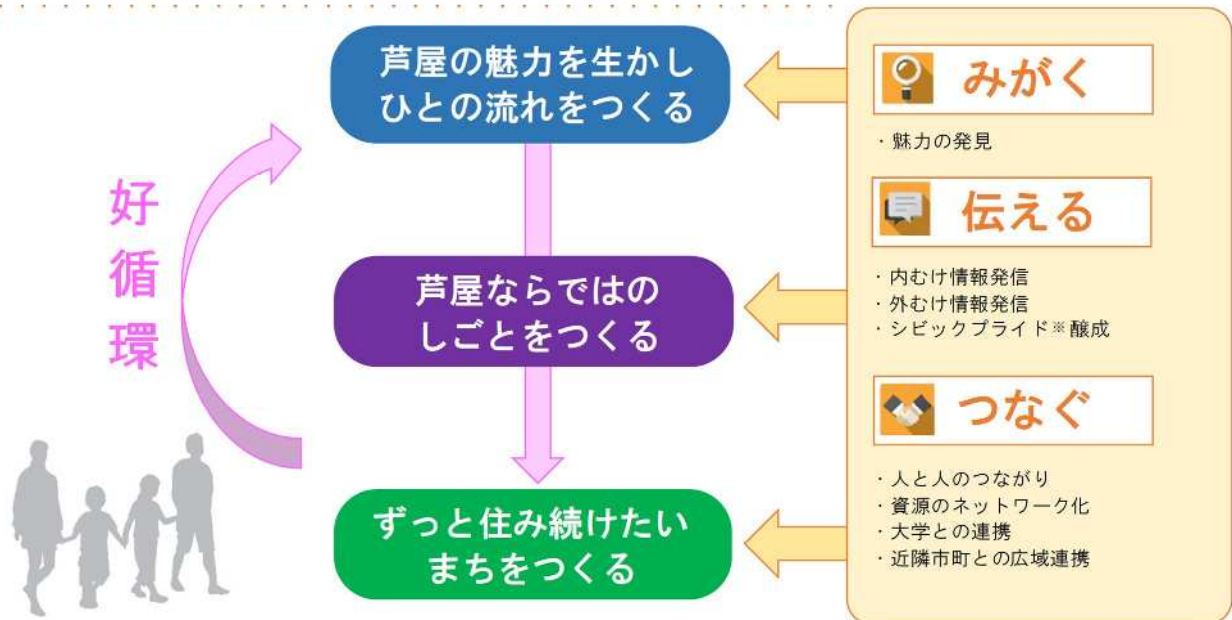 芦屋の魅力を生かし
ひとの流れをつくる
好循環
芦屋ならではの
しごとをつくる
ずっと住み続けたい
まちをつくる
みがく
・魅力の発見
伝える
・内むけ情報発信
・外むけ情報発信
・シビックプライド※醸成
つなぐ
・人と人のつながり
・資源のネットワーク化
・大学との連携
・近隣市町との広域連携